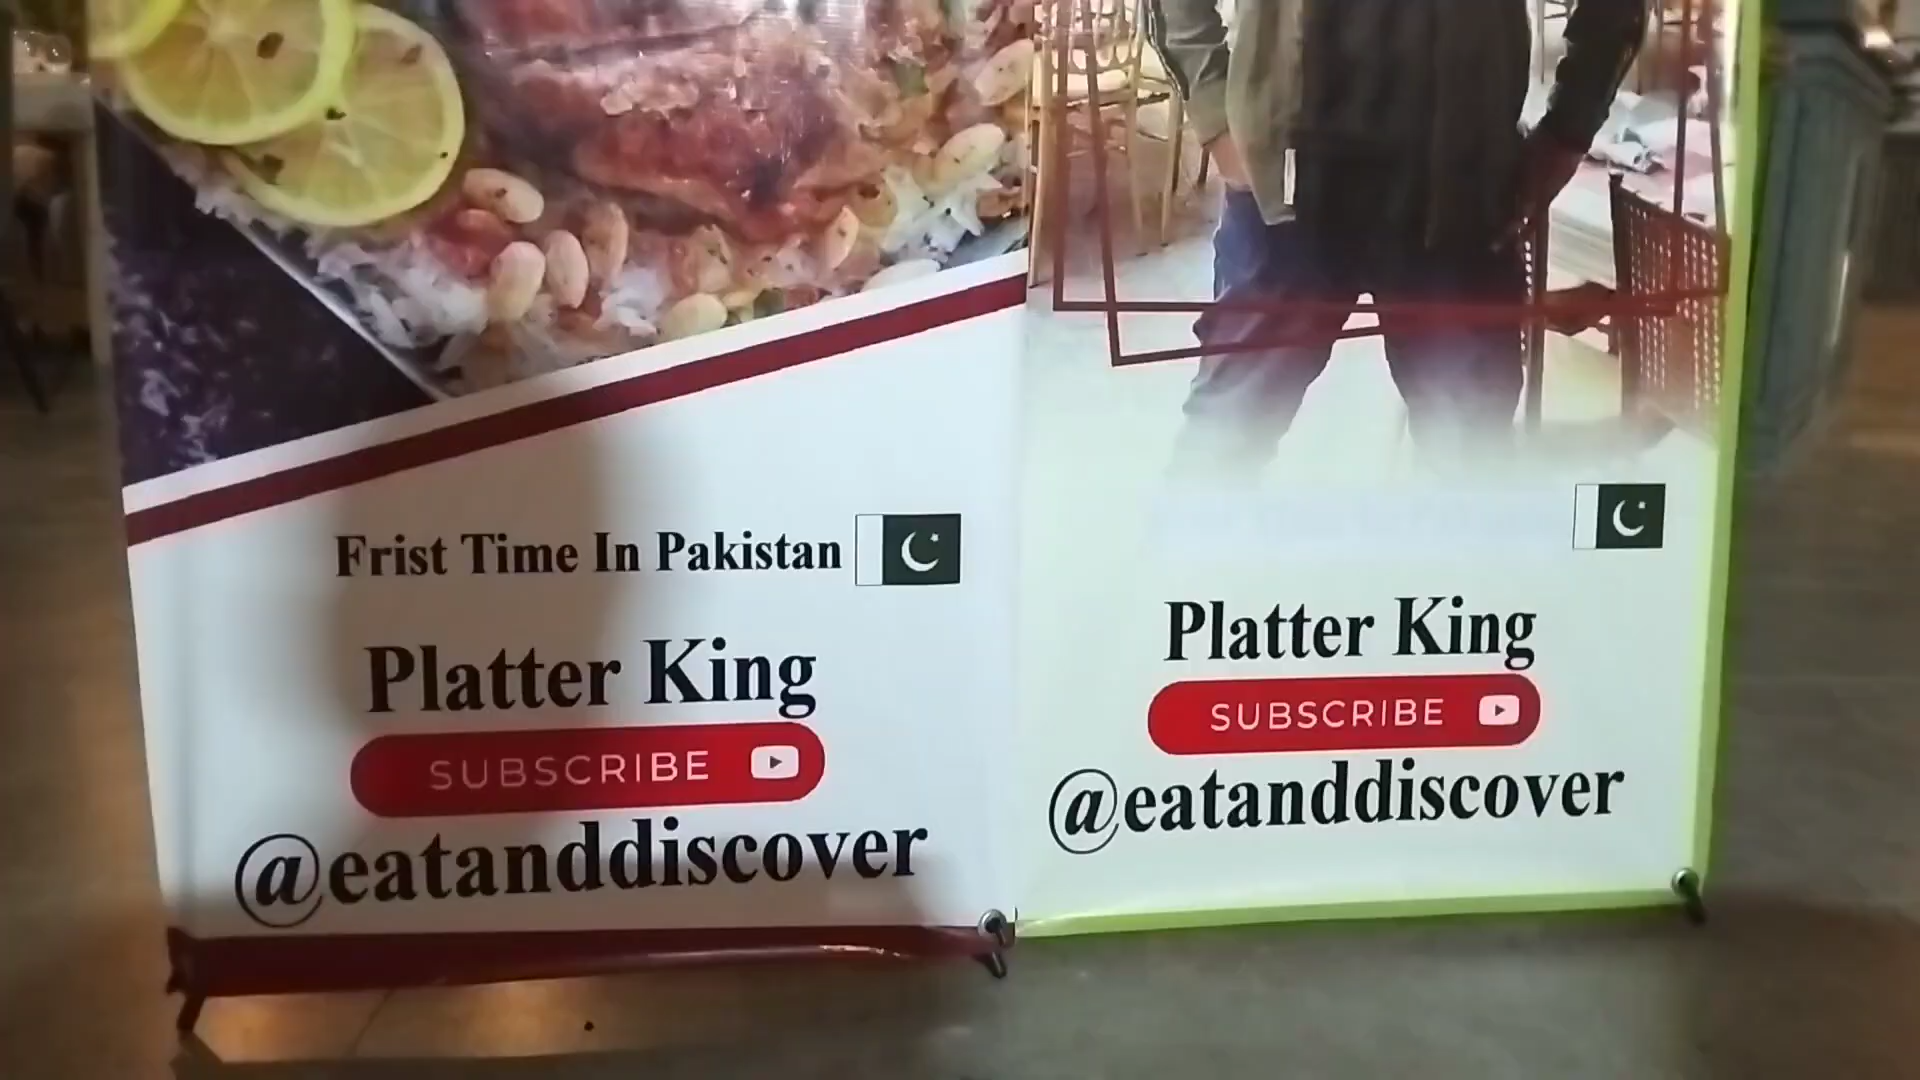 Frist Time In Pakistan
Platter King
SUBSCRIBE
@eatanddiscover
Platter King
SUBSCRIBE
@eatanddiscover